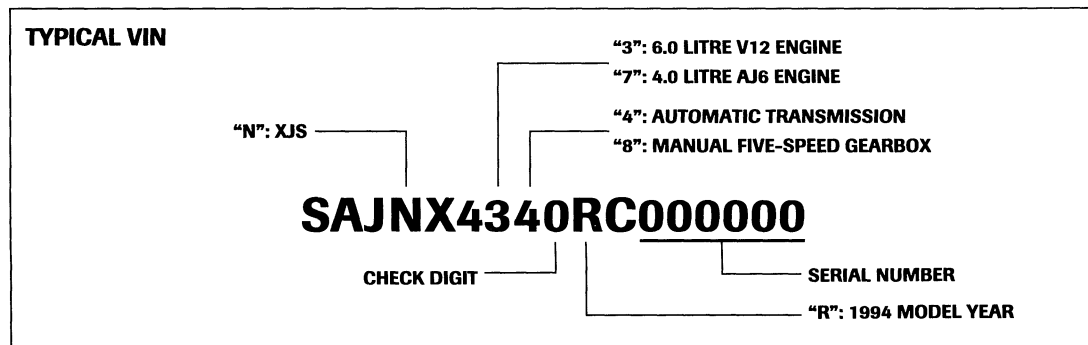 TYPICAL VIN
"3": 6.0 LITRE V12 ENGINE
"7": 4.0 LITRE AJ6 ENGINE
"4": AUTOMATIC TRANSMISSION
"N": XJS
"8": MANUAL FIVE-SPEED GEARBOX
SAJNX4340RC000000
CHECK DIGIT
SERIAL NUMBER
"R": 1994 MODEL YEAR